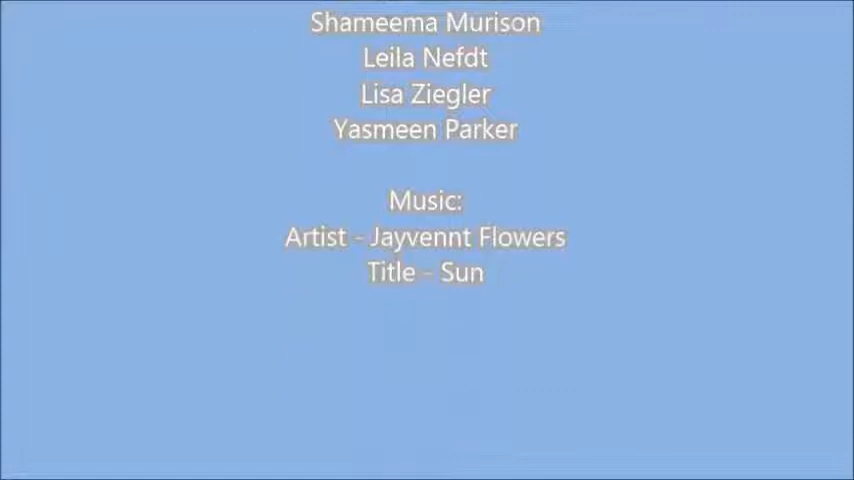 Shameema Murison
Leila Nefdt
Lisa Ziegler
Yasmeen Parker
Music:
Artist - Jayvennt Flowers
Title - Sun